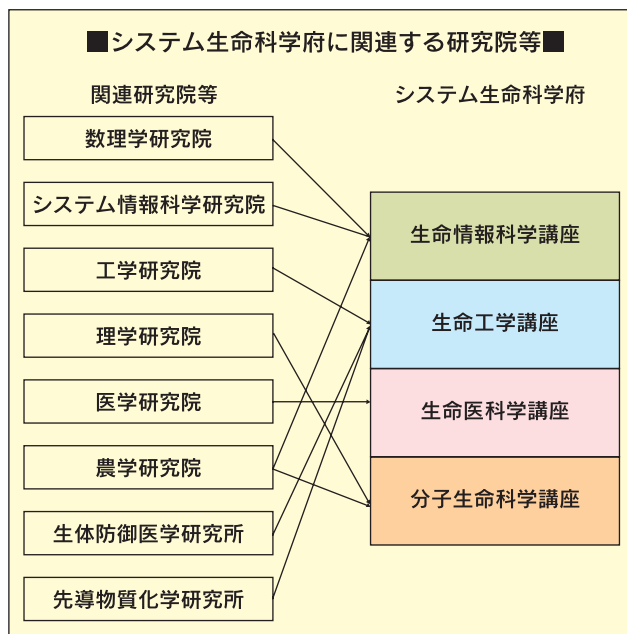 ■システム生命科学府に関連する研究院等■
関連研究院等
システム生命科学府
数理学研究院
システム情報科学研究院
工学研究院
理学研究院
医学研究院
農学研究院
生体防御医学研究所
先導物質化学研究所
生命情報科学講座
生命工学講座
生命医科学講座
分子生命科学講座